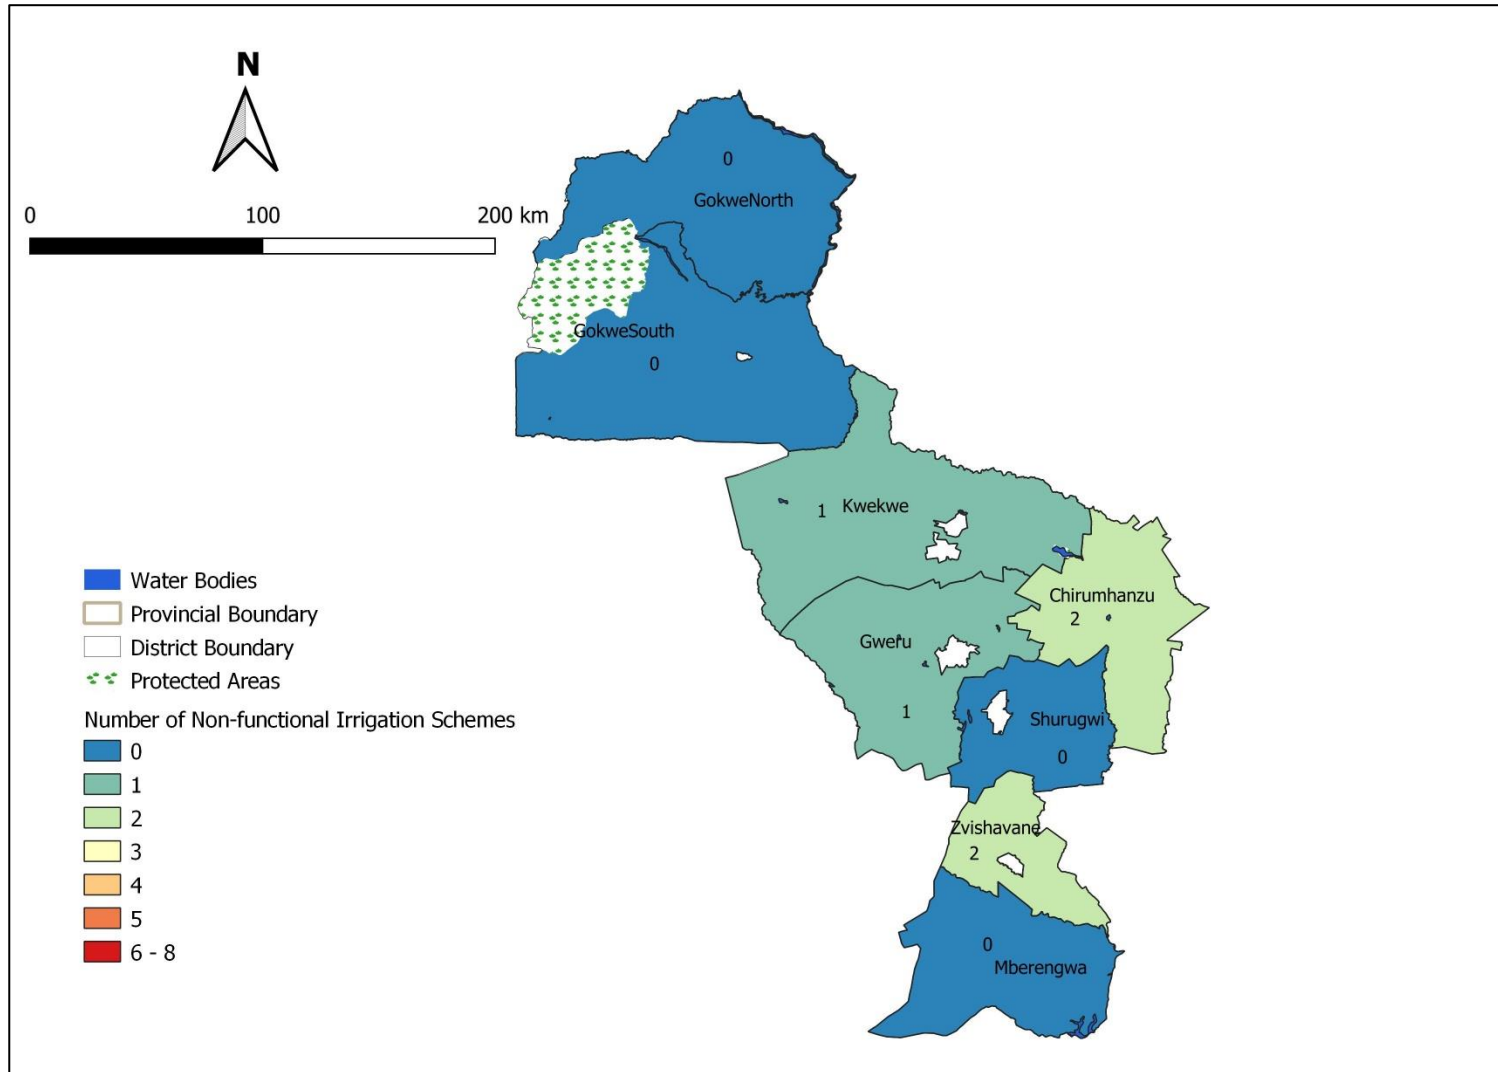 N
0 100 200 km
0
GokweNorth
GokweSouth
0
1 Kwekwe
Chirumhanzu
2
Gweru
1
Shurugwi
0
Zvishavane
2
0
Mberengwa
Water Bodies
Provincial Boundary
District Boundary
Protected Areas
Number of Non-functional Irrigation Schemes
0
1
2
3
4
5
6 - 8